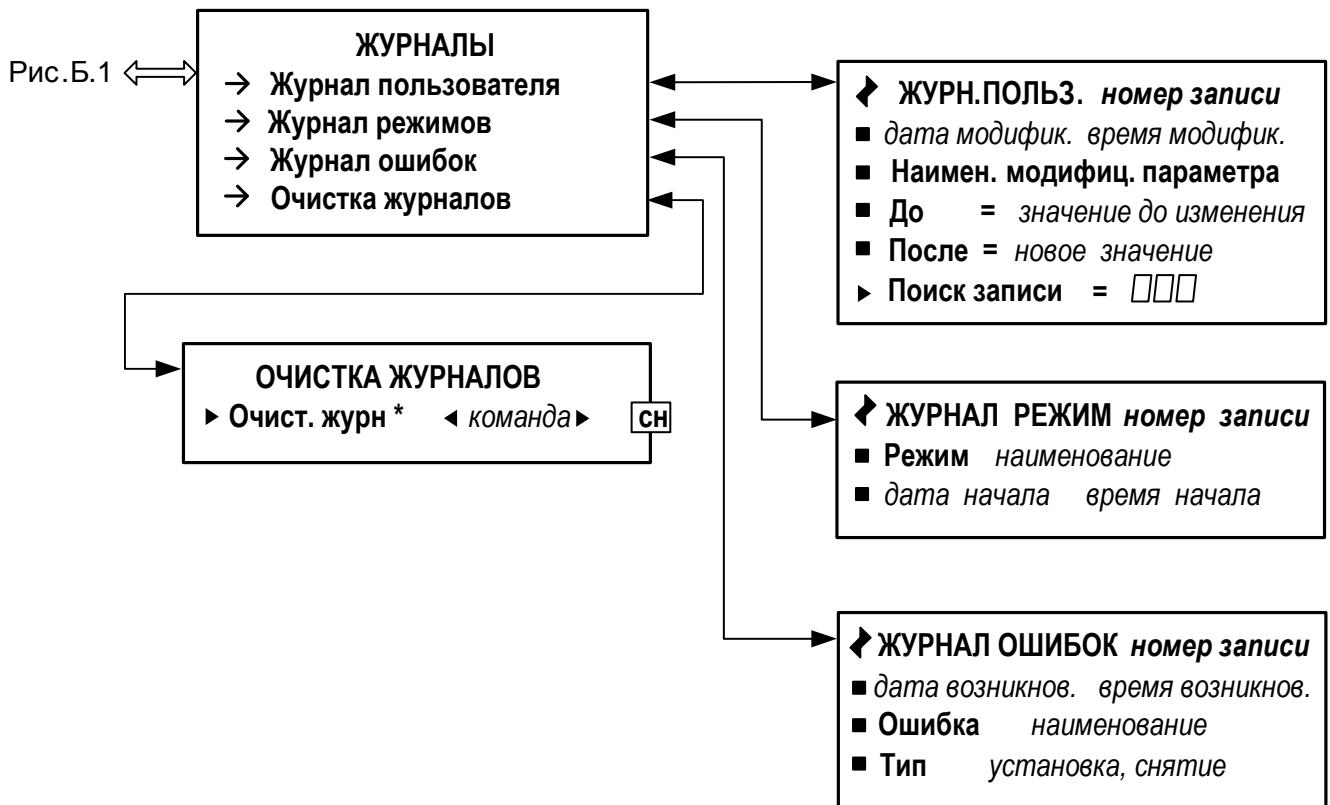 Рис.Б.1
ЖУРНАЛЫ
→ Журнал пользователя
→ Журнал режимов
→ Журнал ошибок
→ Очистка журналов
ОЧИСТКА ЖУРНАЛОВ
Очист. журн * команда
СН
ЖУРН.ПОЛЬЗ. номер записи
дата модифик. время модифик.
Наимен. модифиц. параметра
До = значение до изменения
После = новое значение
Поиск записи =
ЖУРНАЛ РЕЖИМ номер записи
Режим наименование
дата начала время начала
ЖУРНАЛ ОШИБОК номер записи
дата возникнов. время возникнов.
Ошибка наименование
Тип установка, снятие